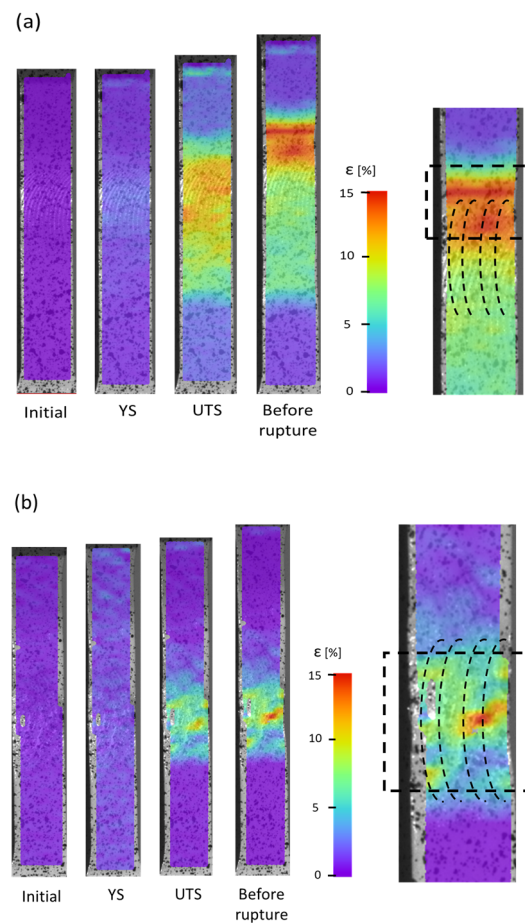 (a)
ε [%]
15
10
5
0
Initial
YS
UTS
Before
rupture
(b)
ε [%]
15
10
5
0
Initial
YS
UTS
Before
rupture